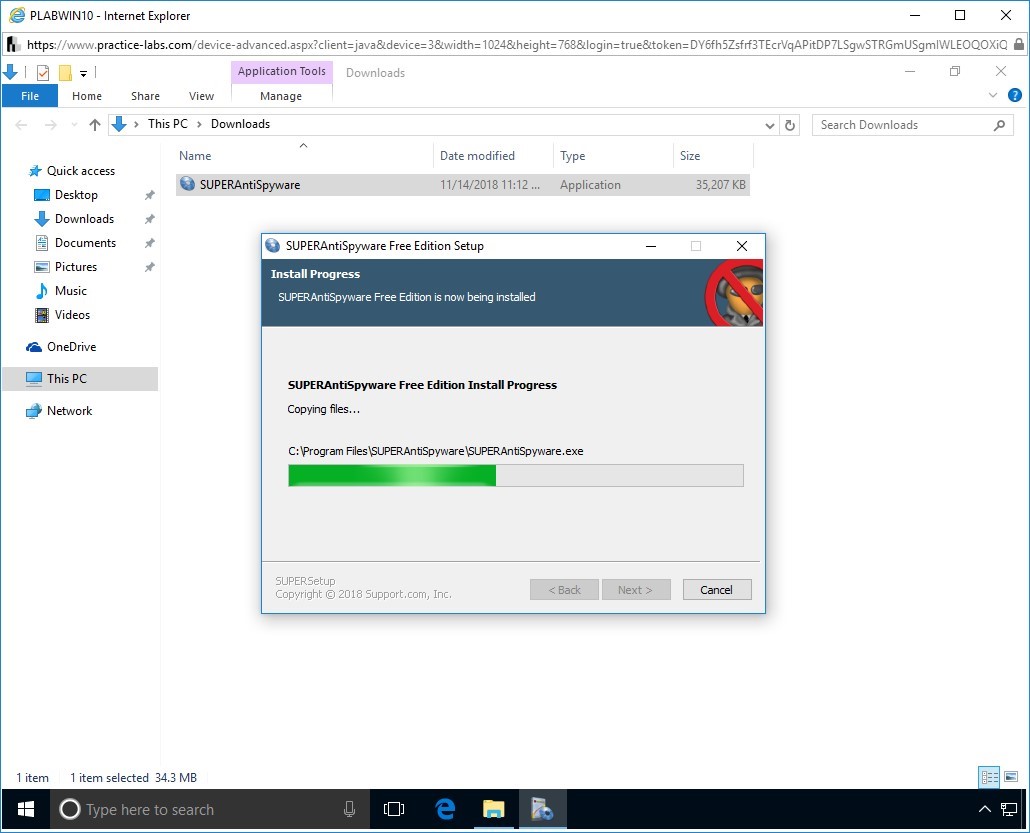 PLABWIN10 - Internet Explorer
https://www.practice-labs.com/device-advanced.aspx?client=java&device=3&width=1024&height=768&login=true&token=DY6fh5Zsfrf3TEcrVqAPitDP7LSgwSTRGmUSgmIWLEOQOXiQ
Application Tools Downloads
File Home Share View Manage
This PC > Downloads Search Downloads
Name Date modified Type Size
SUPERAntiSpyware 11/14/2018 11:12 ... Application 35,207 KB
Quick access
Desktop
Downloads
Documents
Pictures
Music
Videos
OneDrive
This PC
Network
SUPERAntiSpyware Free Edition Setup
Install Progress
SUPERAntiSpyware Free Edition is now being installed
SUPERAntiSpyware Free Edition Install Progress
Copying files...
C:\Program Files\SUPERAntiSpyware\SUPERAntiSpyware.exe
SUPERSetup
Copyright © 2018 Support.com, Inc.
< Back Next > Cancel
1 item 1 item selected 34.3 MB
Type here to search